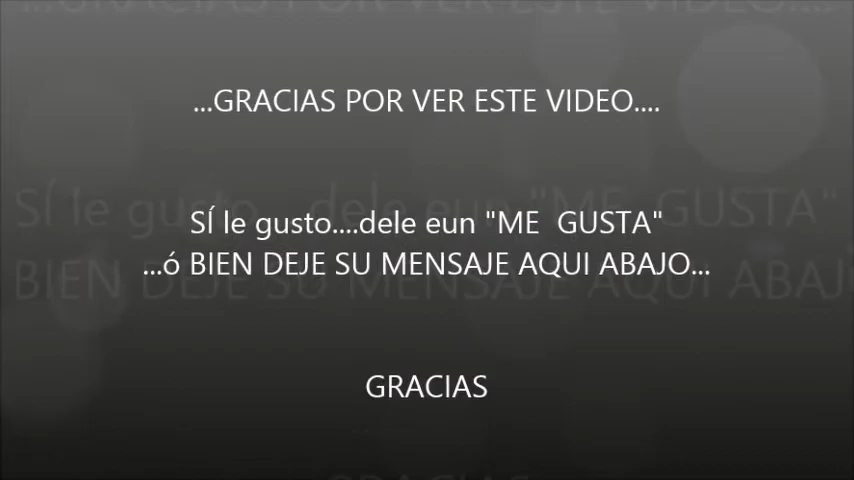 ...GRACIAS POR VER ESTE VIDEO....
SÍ le gusto....dele eun "ME  GUSTA"
...ó BIEN DEJE SU MENSAJE AQUI ABAJO...
GRACIAS